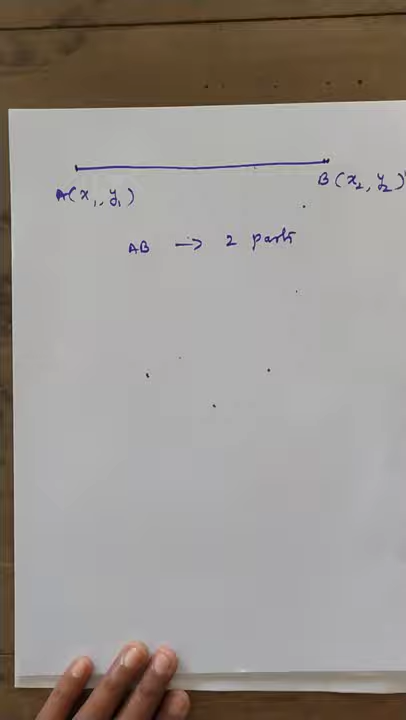 A(x₁, y₁) B(x₂, y₂)
AB → 2 parts